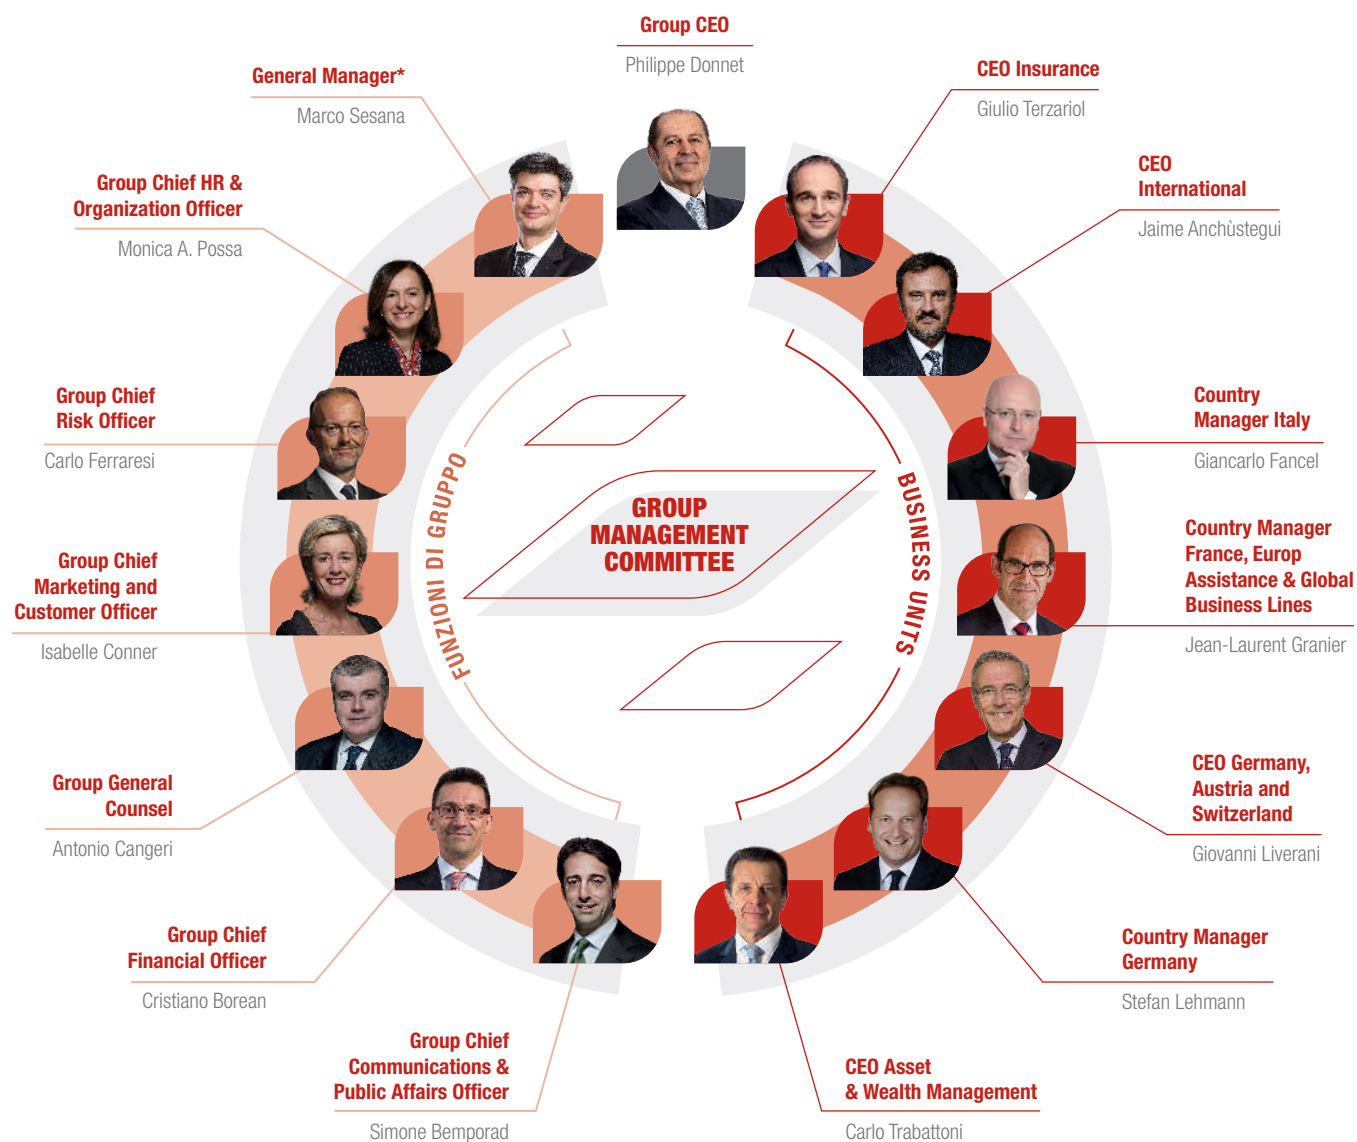 Group CEO
Philippe Donnet
General Manager*
Marco Sesana
Group Chief HR &
Organization Officer
Monica A. Possa
Group Chief
Risk Officer
Carlo Ferraresi
Group Chief
Marketing and
Customer Officer
Isabelle Conner
Group General
Counsel
Antonio Cangeri
Group Chief
Financial Officer
Cristiano Borean
Group Chief
Communications &
Public Affairs Officer
Simone Bemporad
FUNZIONI DI GRUPPO
GROUP
MANAGEMENT
COMMITTEE
BUSINESS UNITS
CEO Insurance
Giulio Terzariol
CEO
International
Jaime Anchùstegui
Country
Manager Italy
Giancarlo Fancel
Country Manager
France, Europ
Assistance & Global
Business Lines
Jean-Laurent Granier
CEO Germany,
Austria and
Switzerland
Giovanni Liverani
Country Manager
Germany
Stefan Lehmann
CEO Asset
& Wealth Management
Carlo Trabattoni